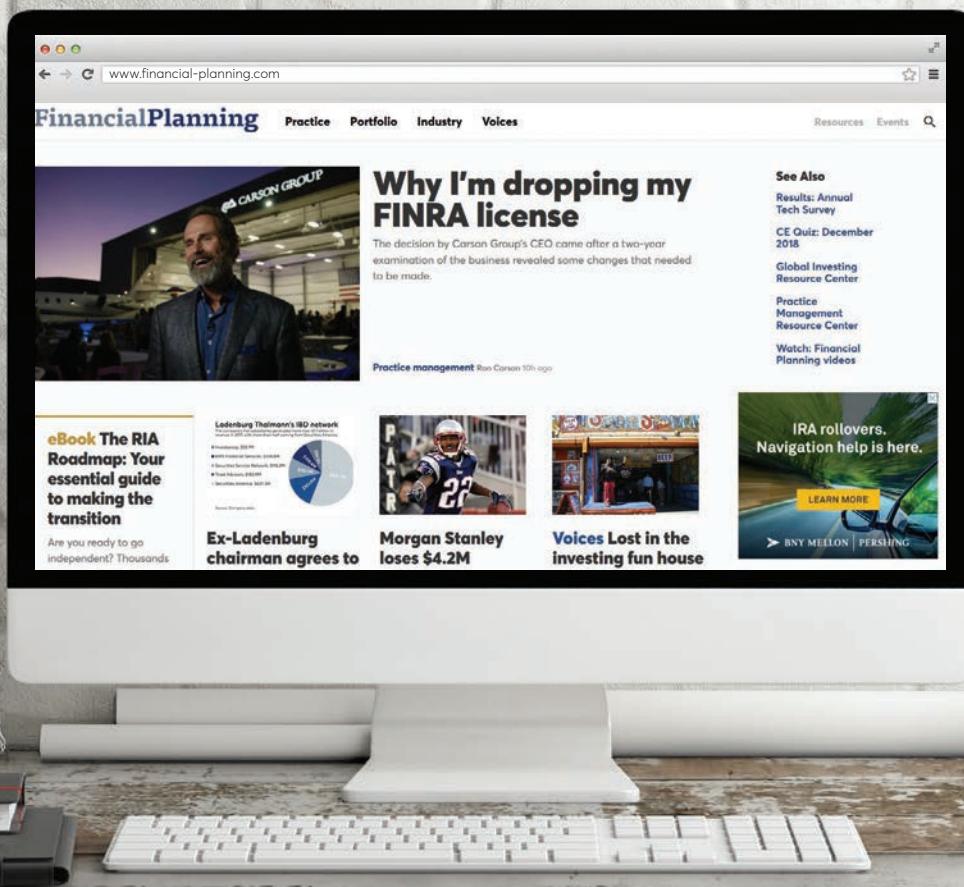 www.financial-planning.com
FinancialPlanning
Practice Portfolio Industry Voices
Resources Events
CARSON GROUP
Why I'm dropping my
FINRA license
The decision by Carson Group's CEO came after a two-year
examination of the business revealed some changes that needed
to be made.
Practice management Ron Carson 10h ago
See Also
Results: Annual
Tech Survey
CE Quiz: December
2018
Global Investing
Resource Center
Practice
Management
Resource Center
Watch: Financial
Planning videos
eBook The RIA
Roadmap: Your
essential guide
to making the
transition
Are you ready to go
independent? Thousands
Ladenburg Thalmann's IBD network
Ex-Ladenburg
chairman agrees to
PATR
22
Morgan Stanley
loses $4.2M
BEER
Voices Lost in the
investing fun house
IRA rollovers.
Navigation help is here.
LEARN MORE
BNY MELLON | PERSHING